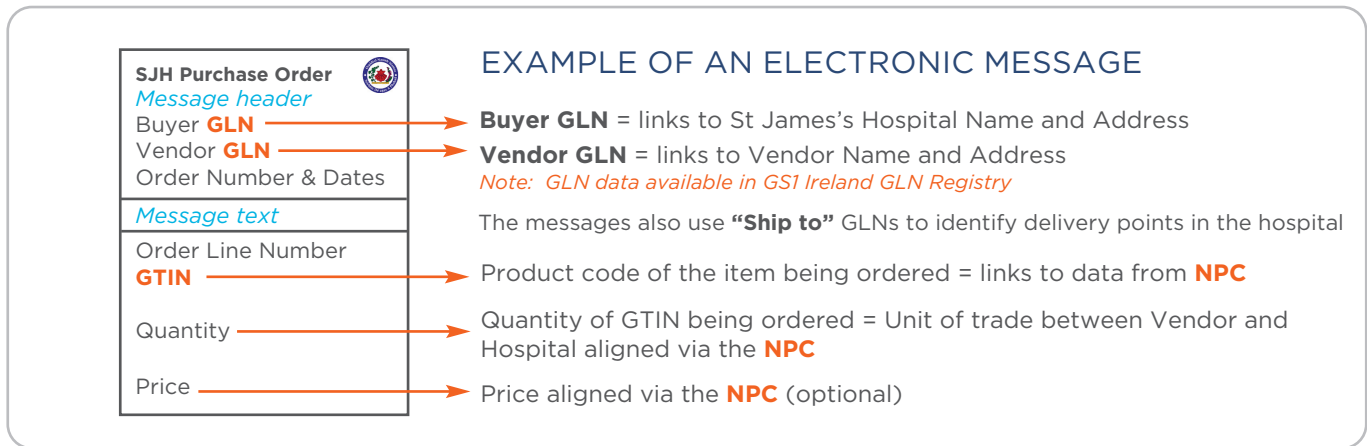 EXAMPLE OF AN ELECTRONIC MESSAGE
SJH Purchase Order
Message header
Buyer GLN
Vendor GLN
Order Number & Dates
Message text
Order Line Number
GTIN
Quantity
Price
Buyer GLN = links to St James’s Hospital Name and Address
Vendor GLN = links to Vendor Name and Address
Note: GLN data available in GS1 Ireland GLN Registry
The messages also use “Ship to” GLNs to identify delivery points in the hospital
Product code of the item being ordered = links to data from NPC
Quantity of GTIN being ordered = Unit of trade between Vendor and
Hospital aligned via the NPC
Price aligned via the NPC (optional)